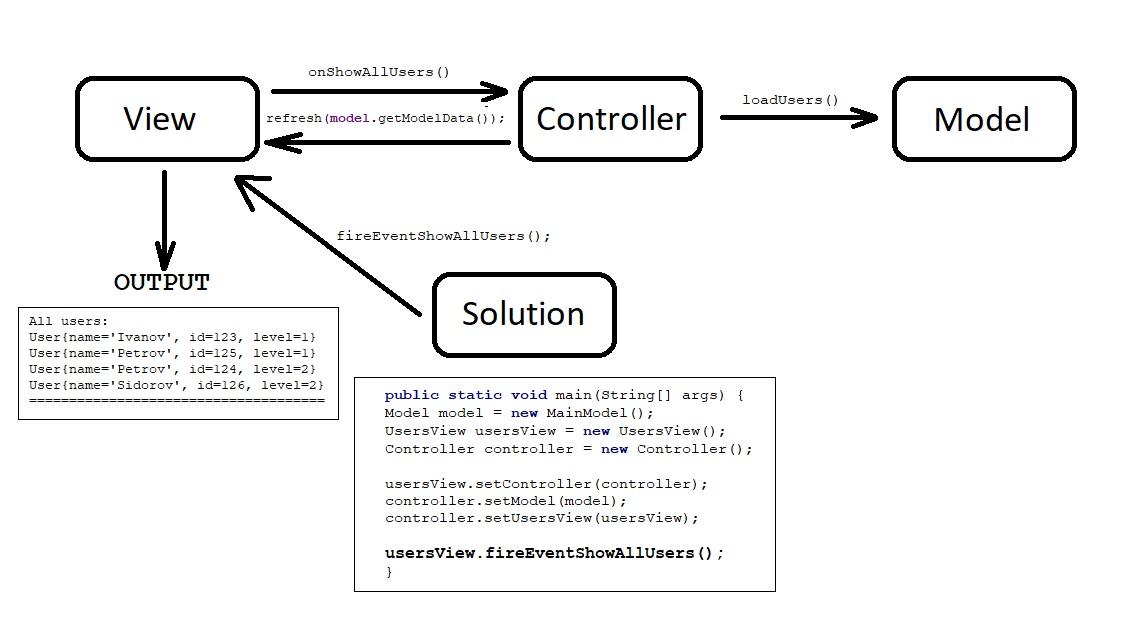 onShowAllUsers()
View
refresh(model.getModelData());
Controller
loadUsers()
Model
fireEventShowAllUsers();
OUTPUT
All users:
User{name='Ivanov', id=123, level=1}
User{name='Petrov', id=125, level=1}
User{name='Petrov', id=124, level=2}
User{name='Sidorov', id=126, level=2}
=====================================
Solution
public static void main(String[] args) {
Model model = new MainModel();
UsersView usersView = new UsersView();
Controller controller = new Controller();
usersView.setController(controller);
controller.setModel(model);
controller.setUsersView(usersView);
usersView.fireEventShowAllUsers();
}